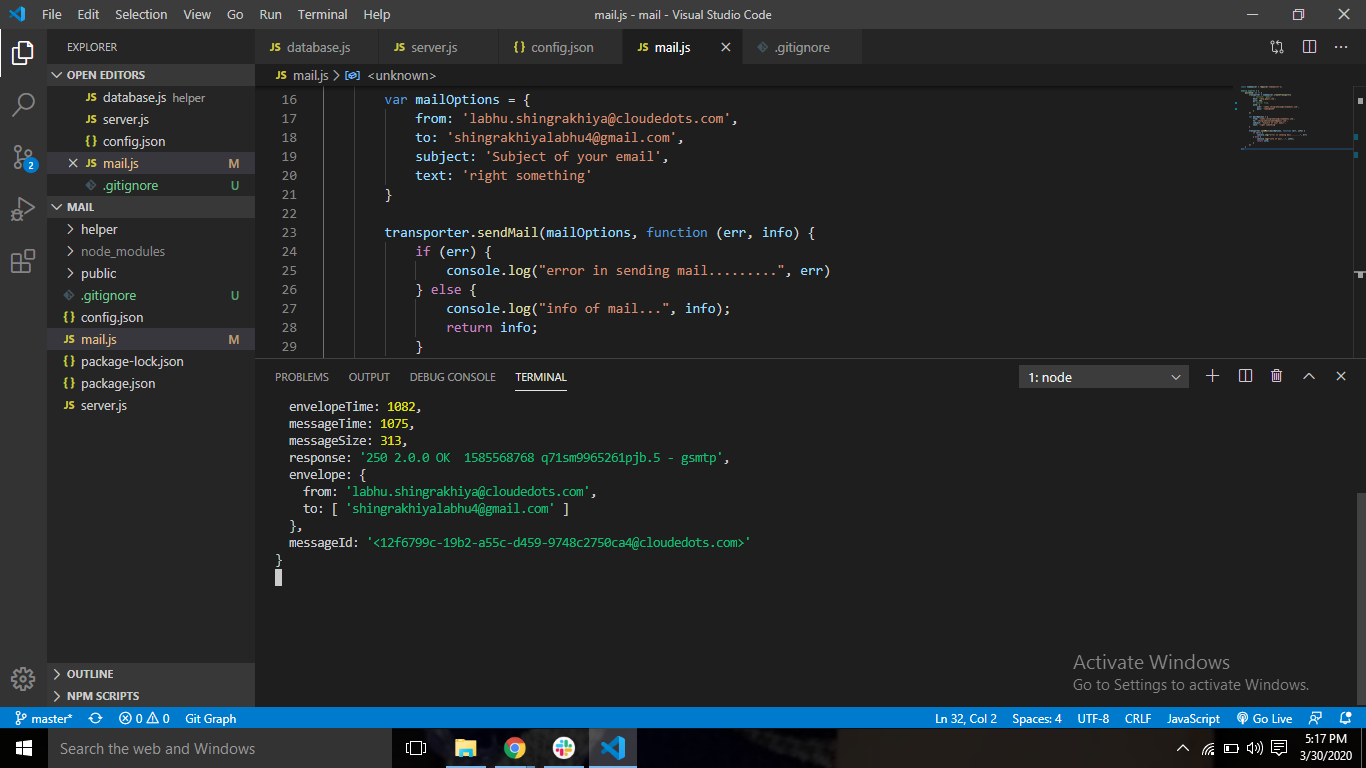 File Edit Selection View Go Run Terminal Help mail.js - mail - Visual Studio Code
EXPLORER
JS database.js JS server.js {} config.json JS mail.js .gitignore
OPEN EDITORS
JS database.js helper
JS server.js
{} config.json
JS mail.js M
.gitignore U
MAIL
helper
node_modules
public
.gitignore U
{} config.json
JS mail.js M
{} package-lock.json
{} package.json
JS server.js
OUTLINE
NPM SCRIPTS
2
JS mail.js > <unknown>
16 var mailOptions = {
17 from: 'labhu.shingrakhiya@cloudedots.com',
18 to: 'shingrakhiyalabhu4@gmail.com',
19 subject: 'Subject of your email',
20 text: 'right something'
21 }
22
23 transporter.sendMail(mailOptions, function (err, info) {
24 if (err) {
25 console.log("error in sending mail.........", err)
26 } else {
27 console.log("info of mail...", info);
28 return info;
29 }
PROBLEMS OUTPUT DEBUG CONSOLE TERMINAL 1: node
envelopeTime: 1082,
messageTime: 1075,
messageSize: 313,
response: '250 2.0.0 OK  1585568768 q71sm9965261pjb.5 - gsmtp',
envelope: {
from: 'labhu.shingrakhiya@cloudedots.com',
to: [ 'shingrakhiyalabhu4@gmail.com' ]
},
messageId: '<12f6799c-19b2-a55c-d459-9748c2750ca4@cloudedots.com>'
}
Activate Windows
Go to Settings to activate Windows.
master* 0 0 Git Graph Ln 32, Col 2 Spaces: 4 UTF-8 CRLF JavaScript Go Live
Search the web and Windows
5:17 PM
3/30/2020